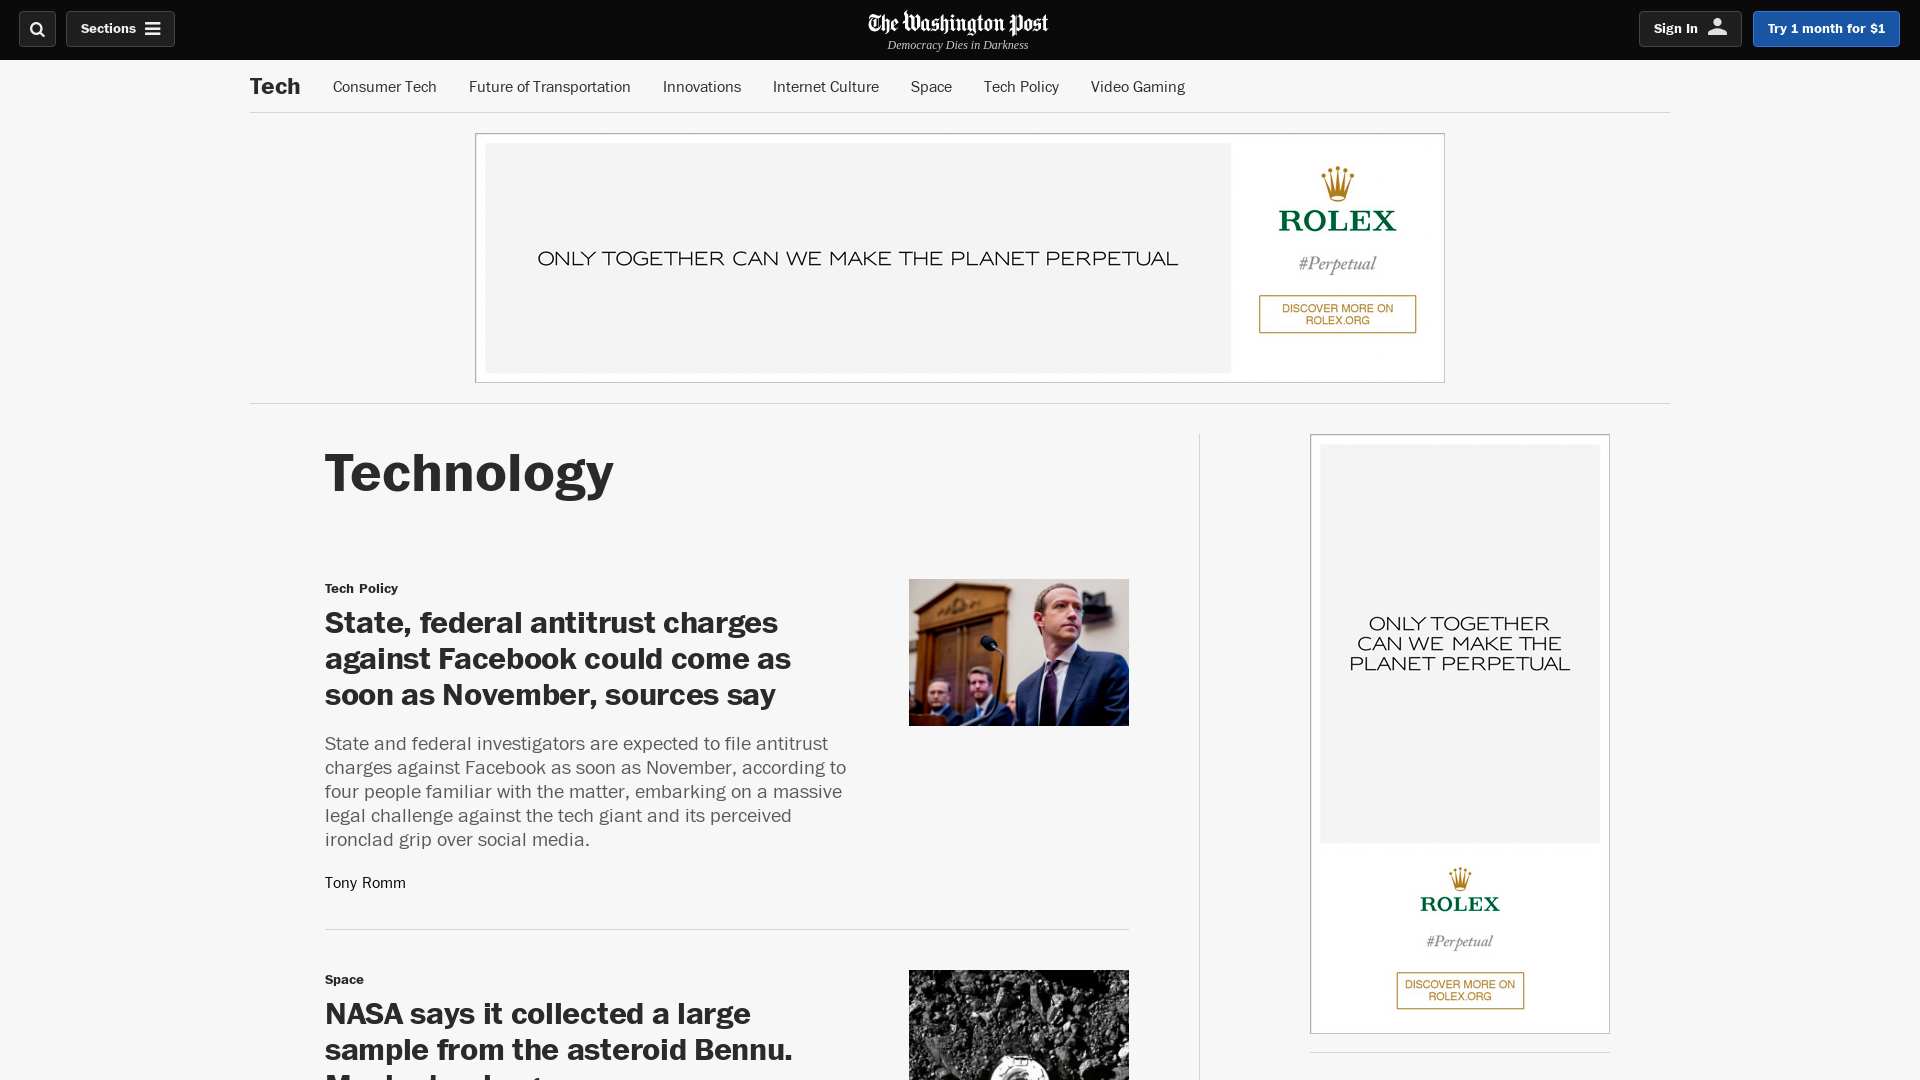 Sections
The Washington Post
Democracy Dies in Darkness
Sign In
Try 1 month for $1
Tech
Consumer Tech
Future of Transportation
Innovations
Internet Culture
Space
Tech Policy
Video Gaming
ONLY TOGETHER CAN WE MAKE THE PLANET PERPETUAL
ROLEX
#Perpetual
DISCOVER MORE ON
ROLEX.ORG
Technology
Tech Policy
State, federal antitrust charges
against Facebook could come as
soon as November, sources say
State and federal investigators are expected to file antitrust
charges against Facebook as soon as November, according to
four people familiar with the matter, embarking on a massive
legal challenge against the tech giant and its perceived
ironclad grip over social media.
Tony Romm
Space
NASA says it collected a large
sample from the asteroid Bennu.
ONLY TOGETHER
CAN WE MAKE THE
PLANET PERPETUAL
ROLEX
#Perpetual
DISCOVER MORE ON
ROLEX.ORG